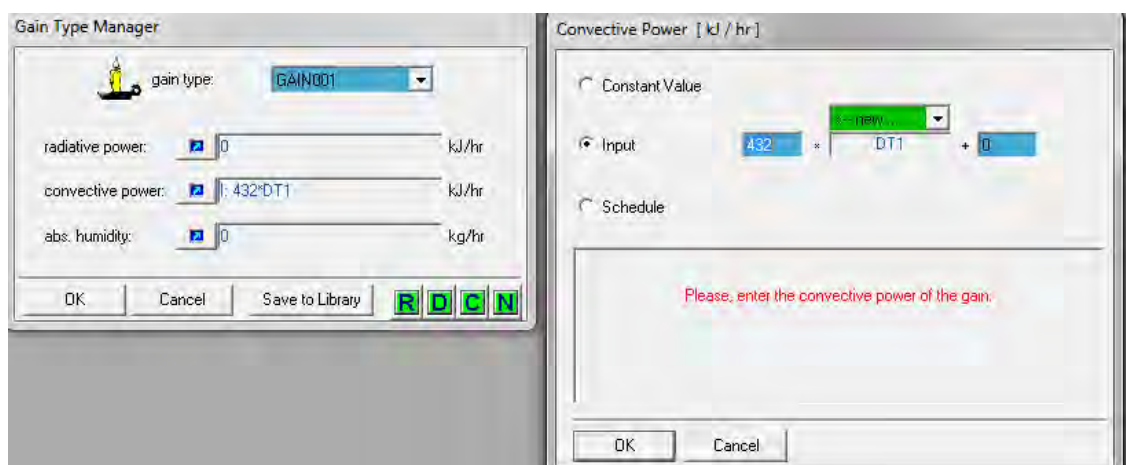 Gain Type Manager
gain type: GAIN001
radiative power: 0 kJ/hr
convective power: I: 432*DT1 kJ/hr
abs. humidity: 0 kg/hr
OK Cancel Save to Library R D C N
Convective Power [ kJ / hr ]
Constant Value
<-- new...
Input 432 * DT1 + 0
Schedule
Please, enter the convective power of the gain.
OK Cancel